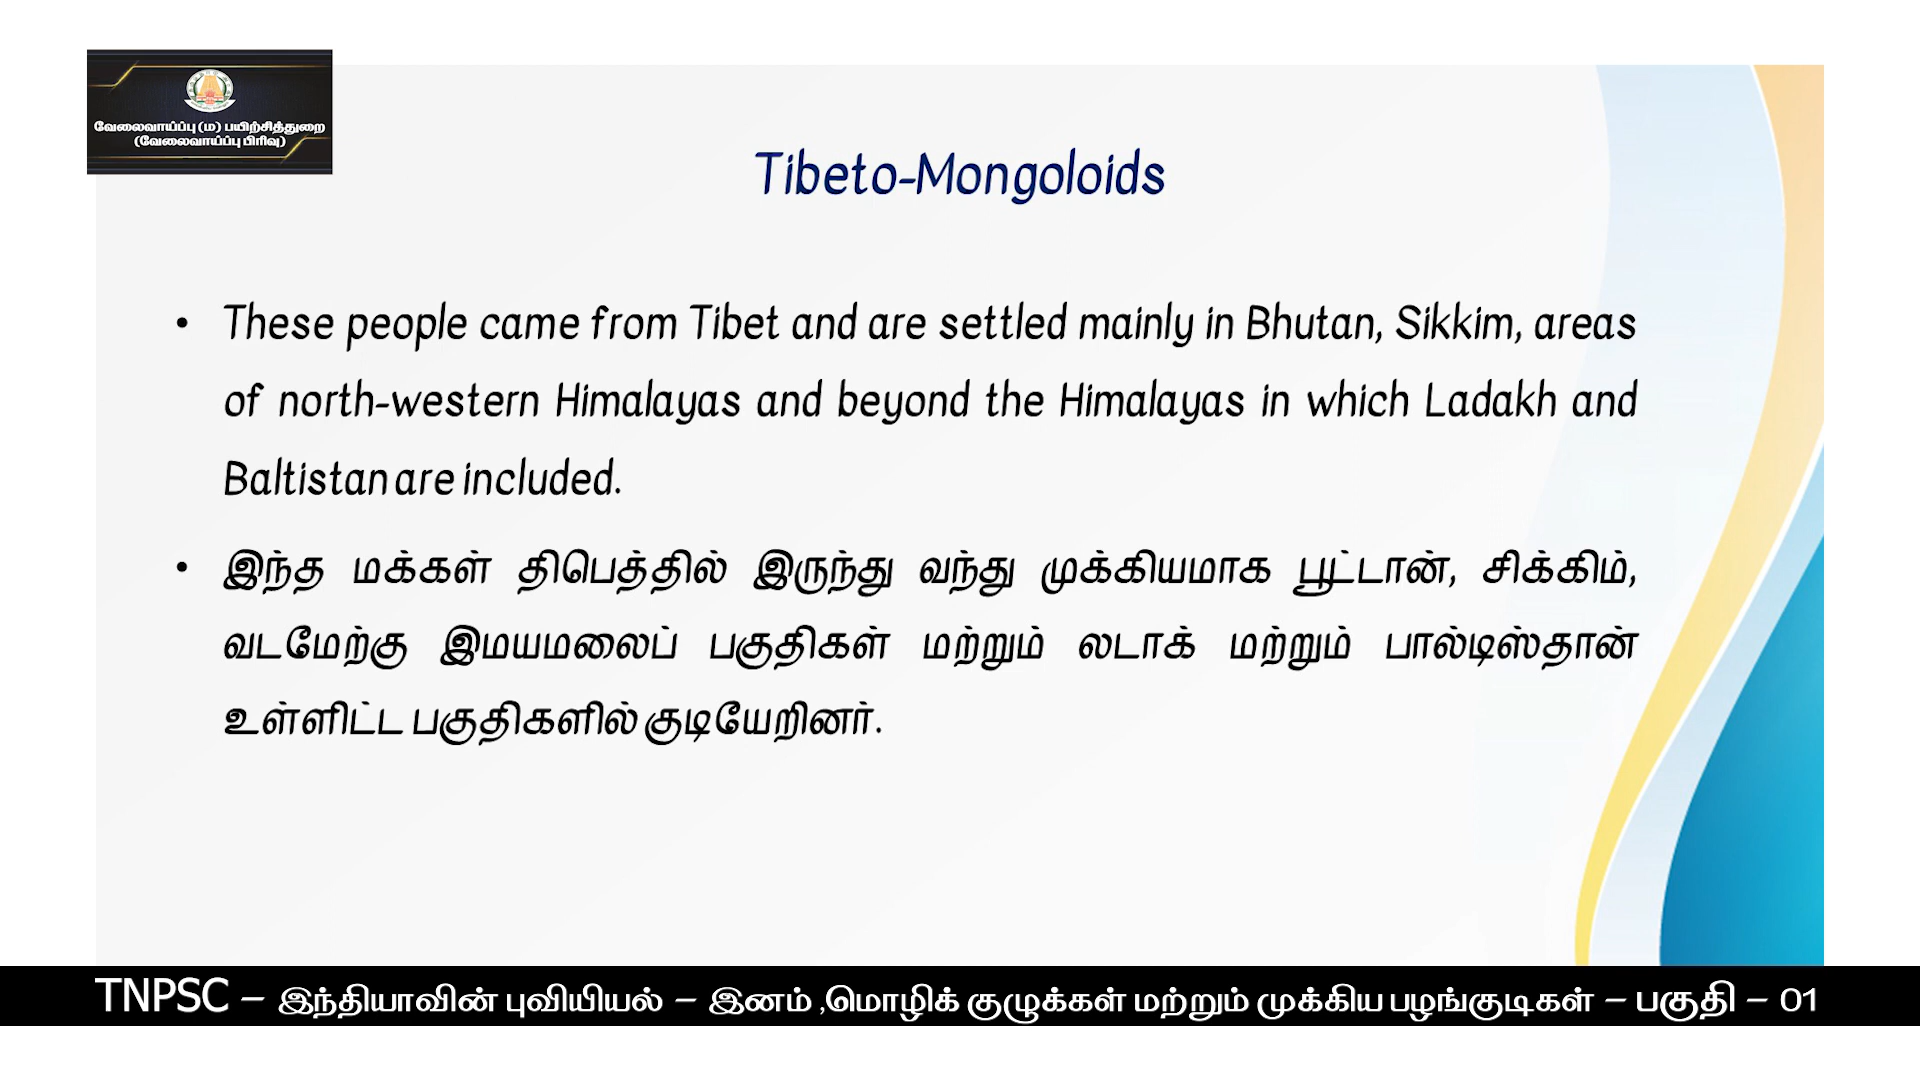 வேலைவாய்ப்பு (ம) பயிற்சித்துறை
(வேலைவாய்ப்பு பிரிவு)
Tibeto-Mongoloids
• These people came from Tibet and are settled mainly in Bhutan, Sikkim, areas
of north-western Himalayas and beyond the Himalayas in which Ladakh and
Baltistan are included.
• இந்த மக்கள் திபெத்தில் இருந்து வந்து முக்கியமாக பூட்டான், சிக்கிம்,
வடமேற்கு இமயமலைப் பகுதிகள் மற்றும் லடாக் மற்றும் பால்டிஸ்தான்
உள்ளிட்ட பகுதிகளில் குடியேறினர்.
TNPSC – இந்தியாவின் புவியியல் – இனம் ,மொழிக் குழுக்கள் மற்றும் முக்கிய பழங்குடிகள் – பகுதி – 01